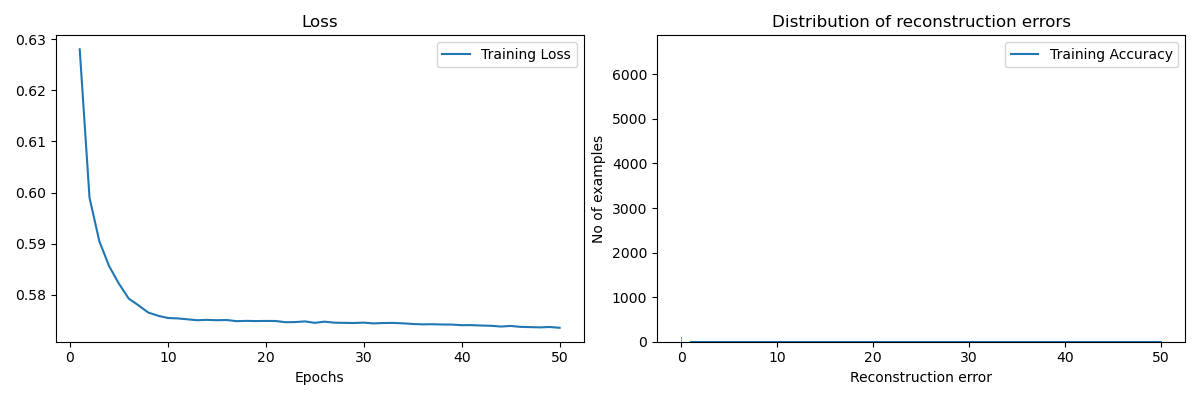 Loss
Training Loss
0.63
0.62
0.61
0.60
0.59
0.58
0 10 20 30 40 50
Epochs
Distribution of reconstruction errors
Training Accuracy
No of examples
6000
5000
4000
3000
2000
1000
0
0 10 20 30 40 50
Reconstruction error